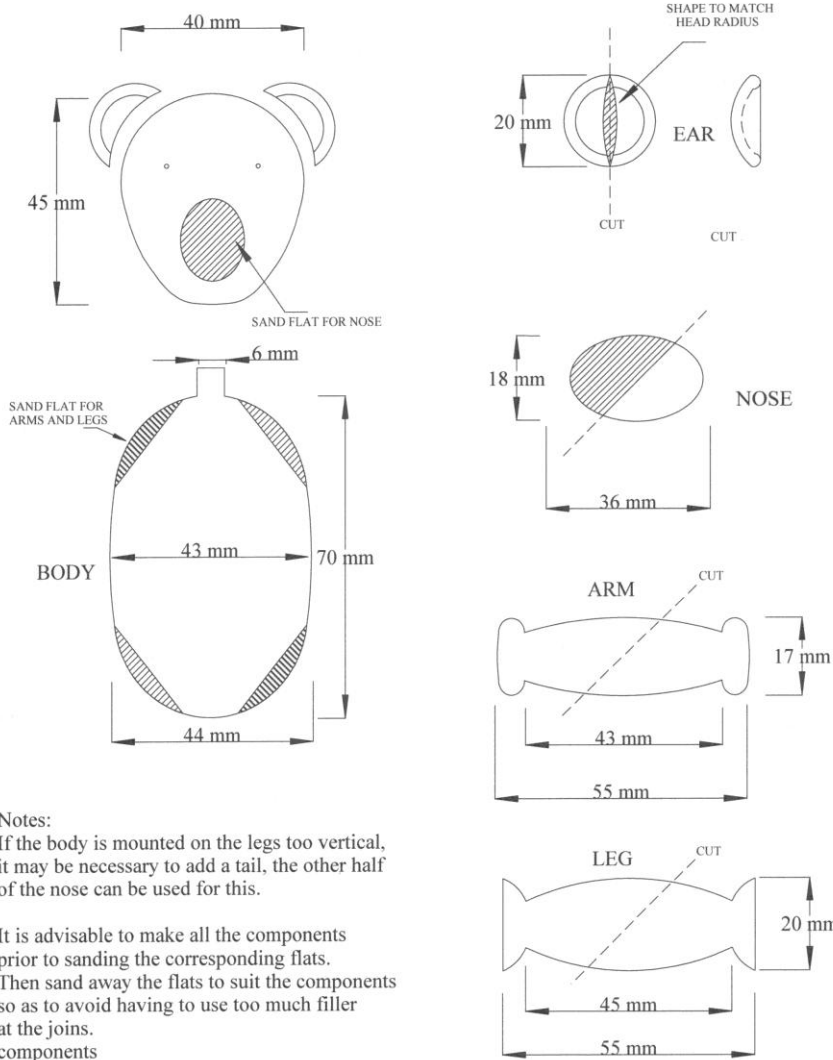 40 mm
45 mm
SAND FLAT FOR NOSE
SHAPE TO MATCH
HEAD RADIUS
20 mm
EAR
CUT
CUT
6 mm
SAND FLAT FOR
ARMS AND LEGS
BODY
43 mm
70 mm
44 mm
18 mm
NOSE
36 mm
ARM
CUT
17 mm
43 mm
55 mm
LEG
CUT
20 mm
45 mm
55 mm
Notes:
If the body is mounted on the legs too vertical,
it may be necessary to add a tail, the other half
of the nose can be used for this.
It is advisable to make all the components
prior to sanding the corresponding flats.
Then sand away the flats to suit the components
so as to avoid having to use too much filler
at the joins.
components